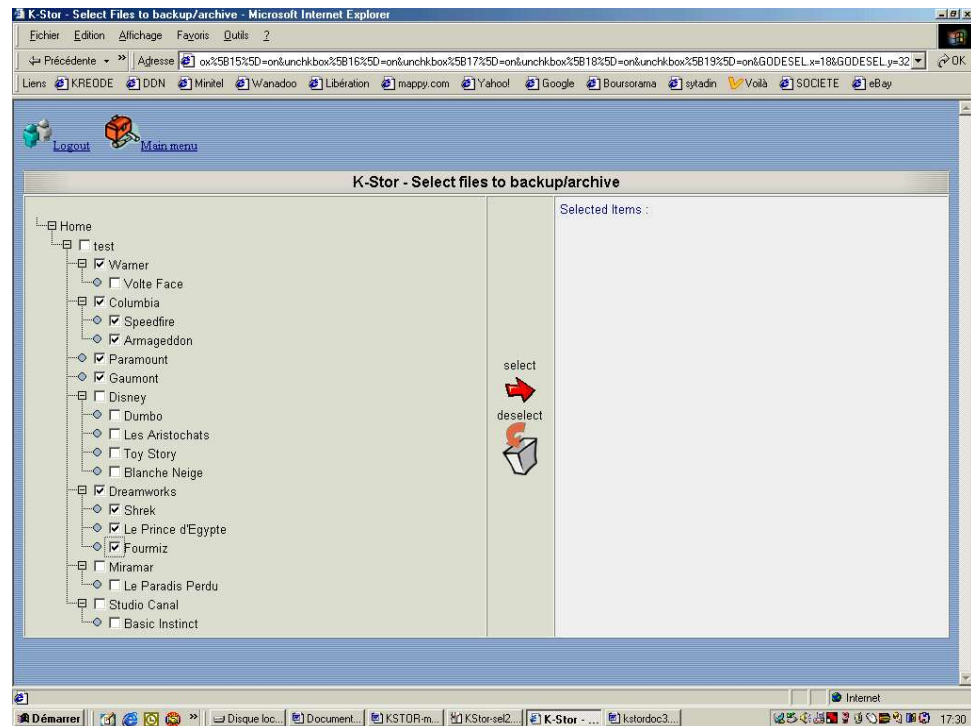 K-Stor - Select Files to backup/archive - Microsoft Internet Explorer
Fichier Edition Affichage Favoris Outils ?
Précédente » Adresse ox%5B15%5D=on&unchkbox%5B16%5D=on&unchkbox%5B17%5D=on&unchkbox%5B18%5D=on&unchkbox%5B19%5D=on&GODESEL.x=18&GODESEL.y=32 OK
Liens KREODE DDN Minitel Wanadoo Libération mappy.com Yahoo! Google Boursorama sytadin Voilà SOCIETE eBay
Logout Main menu
K-Stor - Select files to backup/archive
Selected Items :
Home
test
Warner
Volte Face
Columbia
Speedfire
Armageddon
Paramount
Gaumont
Disney
Dumbo
Les Aristochats
Toy Story
Blanche Neige
Dreamworks
Shrek
Le Prince d'Egypte
Fourmiz
Miramar
Le Paradis Perdu
Studio Canal
Basic Instinct
select
deselect
Internet
Démarrer » Disque loc... Document... KSTOR-m... KStor-sel2... K-Stor - ... kstordoc3... 17:30